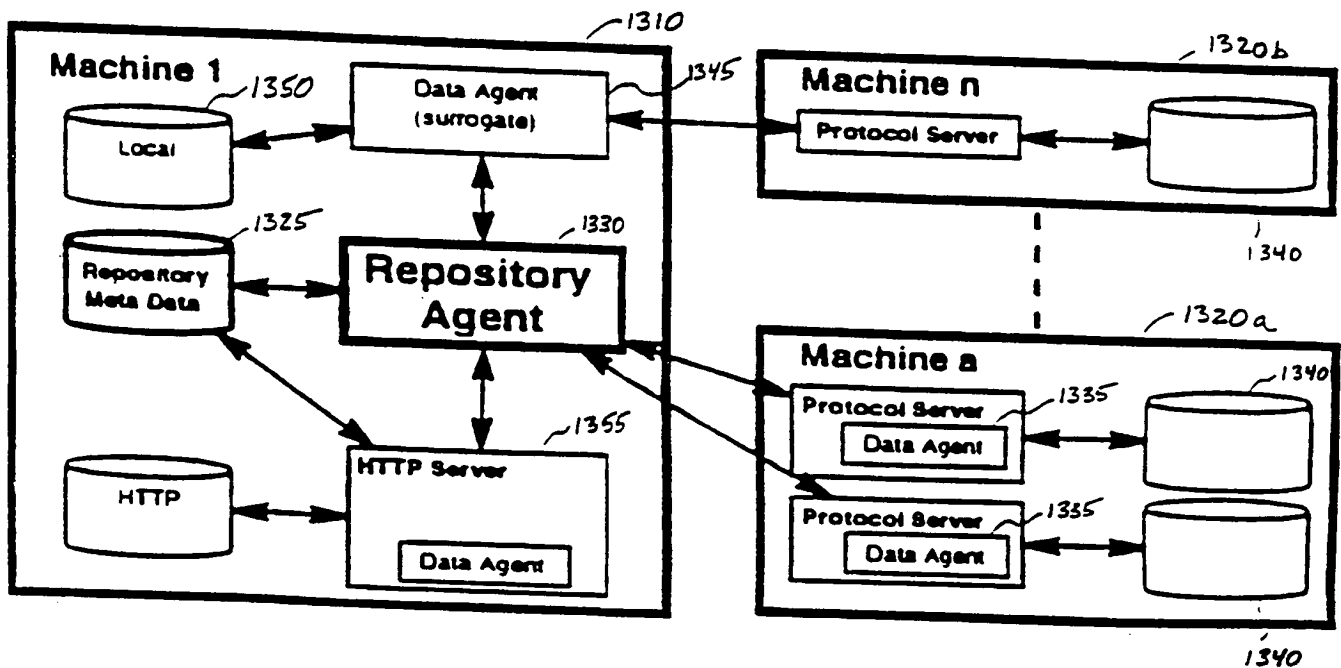 1310
Machine 1
1350
Local
Data Agent
(surrogate)
1345
1325
Repository
Meta Data
1330
Repository
Agent
1355
HTTP Server
Data Agent
HTTP
1320b
Machine n
Protocol Server
1340
1320a
Machine a
Protocol Server
1335
Data Agent
1340
Protocol Server
1335
Data Agent
1340